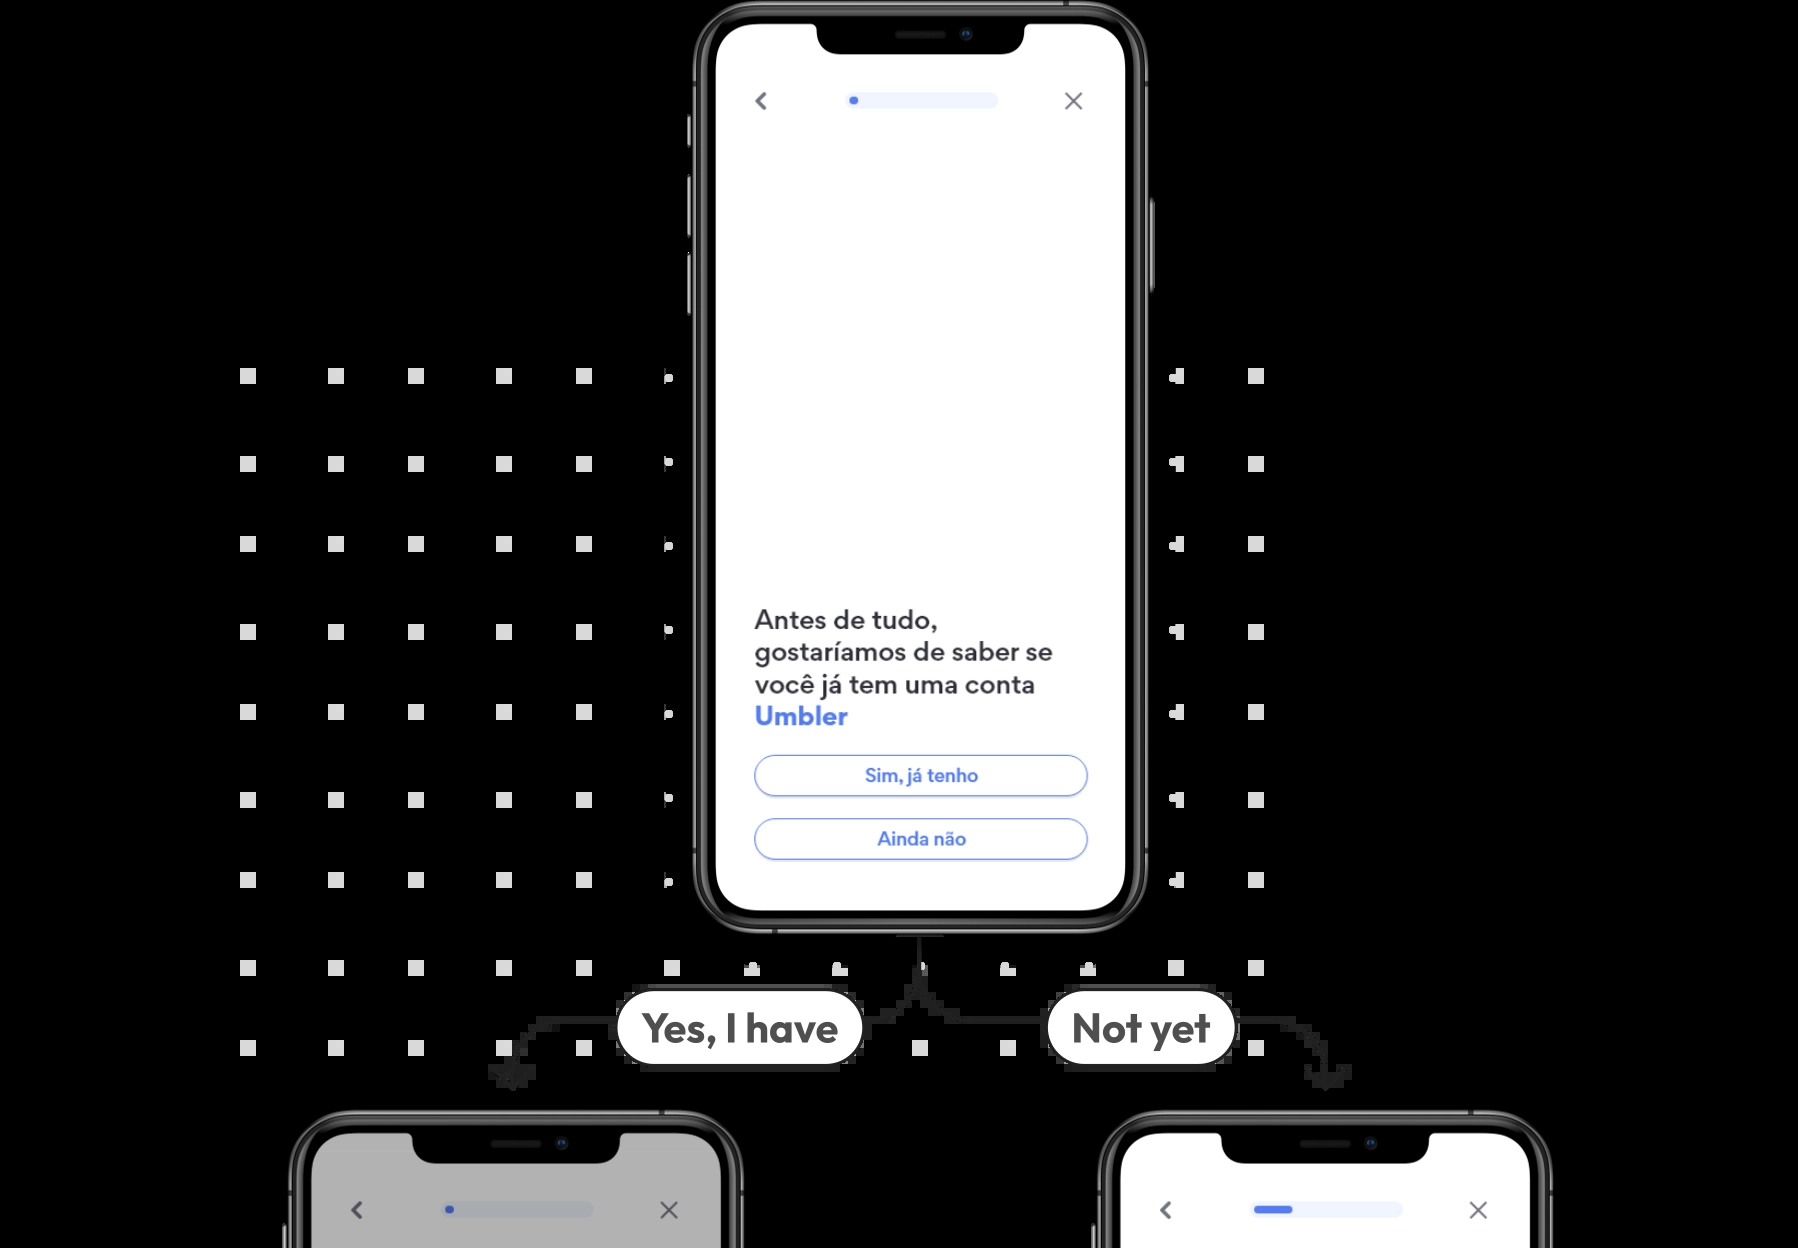 Antes de tudo,
gostaríamos de saber se
você já tem uma conta
Umbler
Sim, já tenho
Ainda não
Yes, I have
Not yet